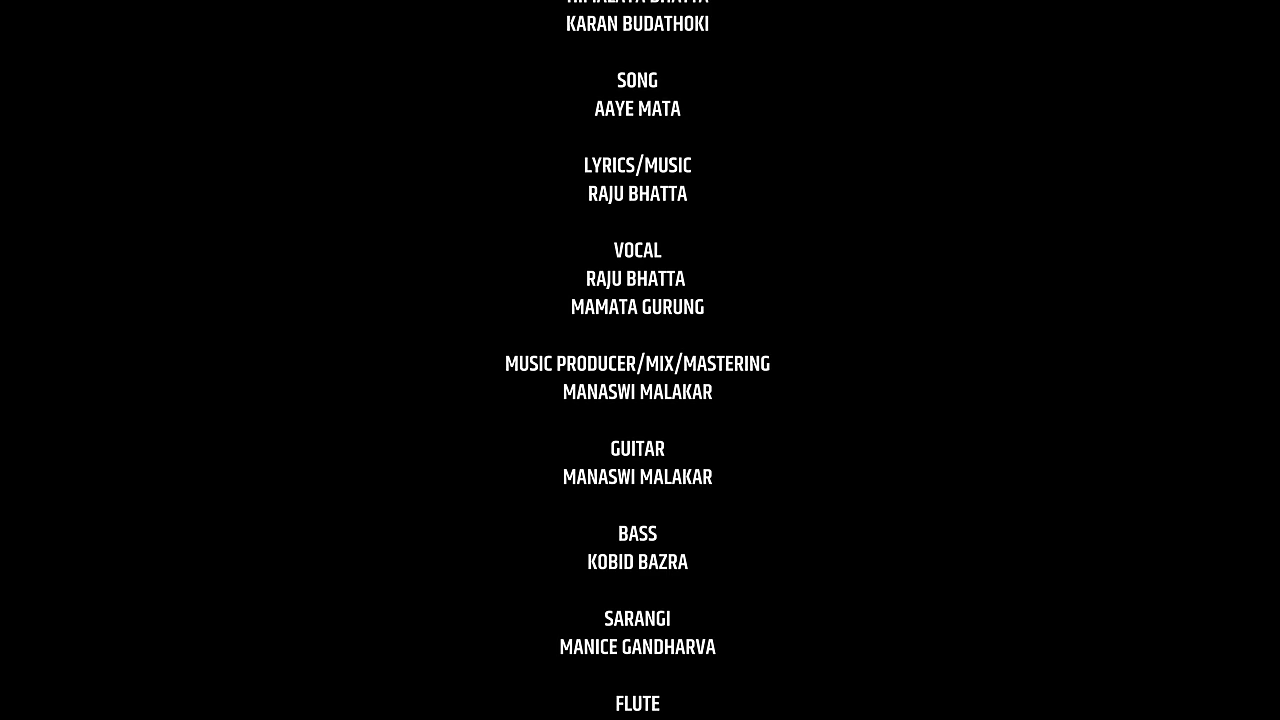 KARAN BUDATHOKI
SONG
AAYE MATA
LYRICS/MUSIC
RAJU BHATTA
VOCAL
RAJU BHATTA
MAMATA GURUNG
MUSIC PRODUCER/MIX/MASTERING
MANASWI MALAKAR
GUITAR
MANASWI MALAKAR
BASS
KOBID BAZRA
SARANGI
MANICE GANDHARVA
FLUTE